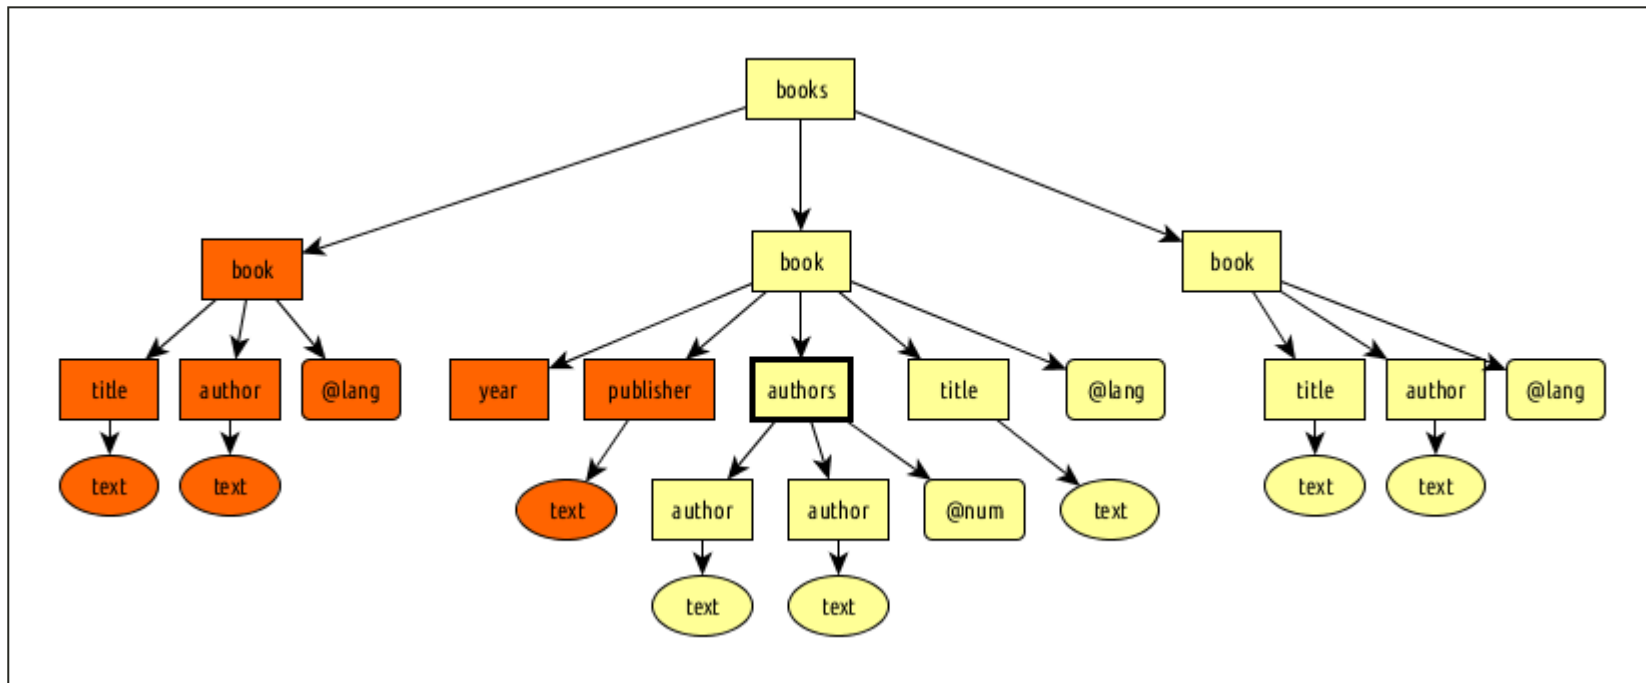 books
book
book
book
title
author
@lang
year
publisher
authors
title
@lang
title
author
@lang
text
text
text
author
author
@num
text
text
text
text
text